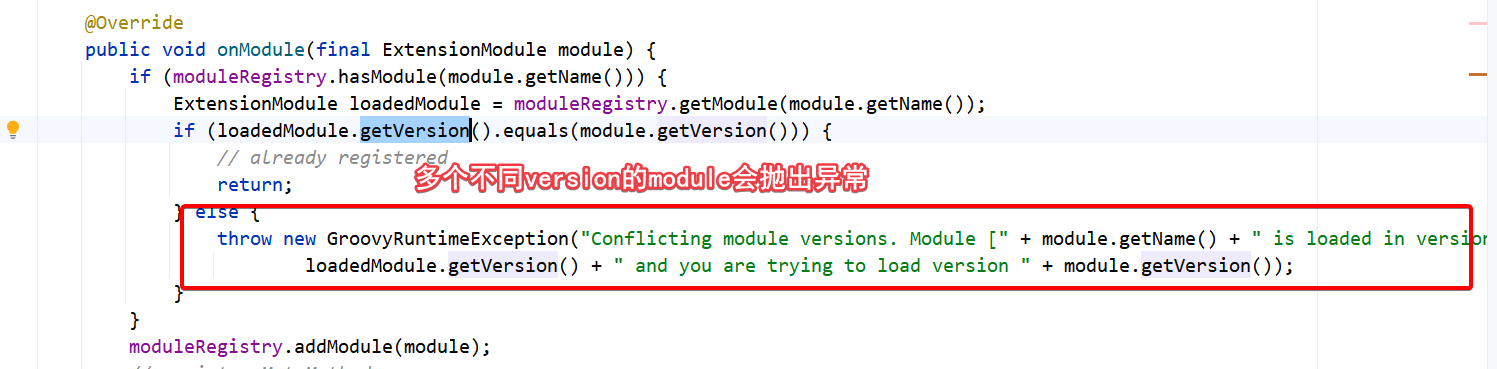 @Override
public void onModule(final ExtensionModule module) {
if (moduleRegistry.hasModule(module.getName())) {
ExtensionModule loadedModule = moduleRegistry.getModule(module.getName());
if (loadedModule.getVersion().equals(module.getVersion())) {
// already registered
多个不同version的module会抛出异常
return;
} else {
throw new GroovyRuntimeException("Conflicting module versions. Module [" + module.getName() + " is loaded in version
loadedModule.getVersion() + " and you are trying to load version " + module.getVersion());
}
}
moduleRegistry.addModule(module);